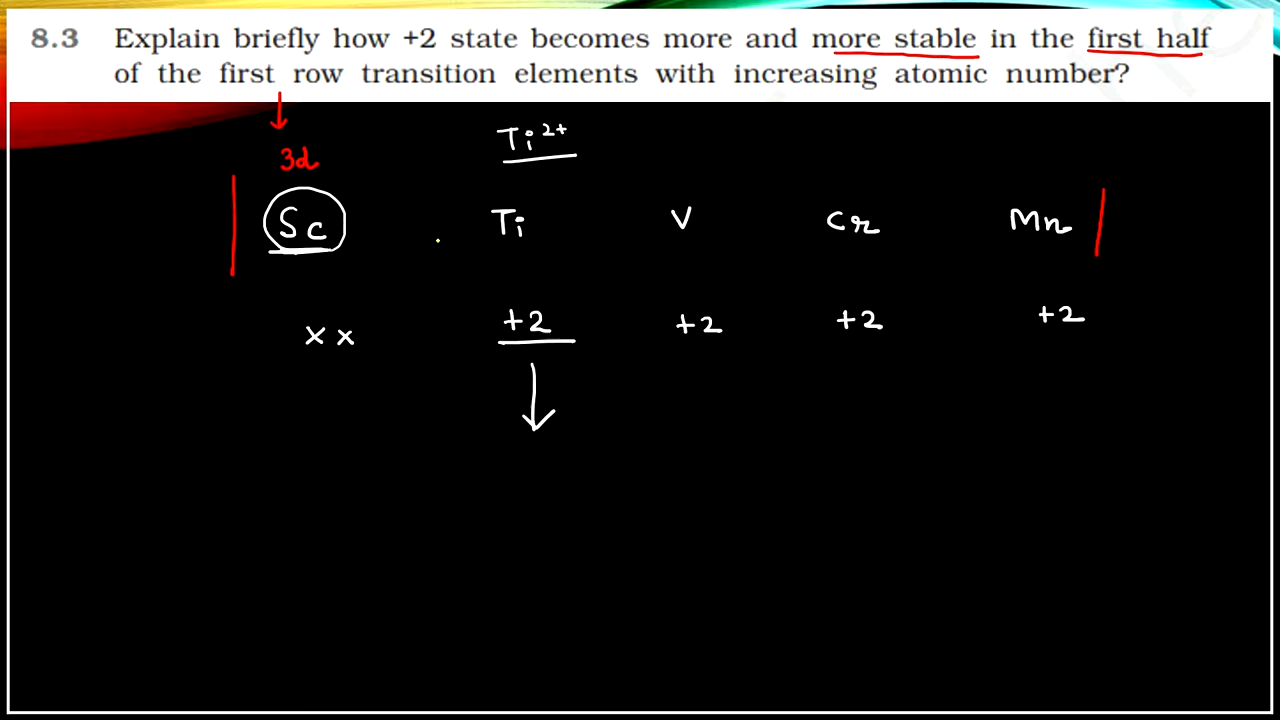 8.3 Explain briefly how +2 state becomes more and more stable in the first half
of the first row transition elements with increasing atomic number?
Ti²⁺
3d
Sc Ti V Cr Mn
x x +2 +2 +2 +2